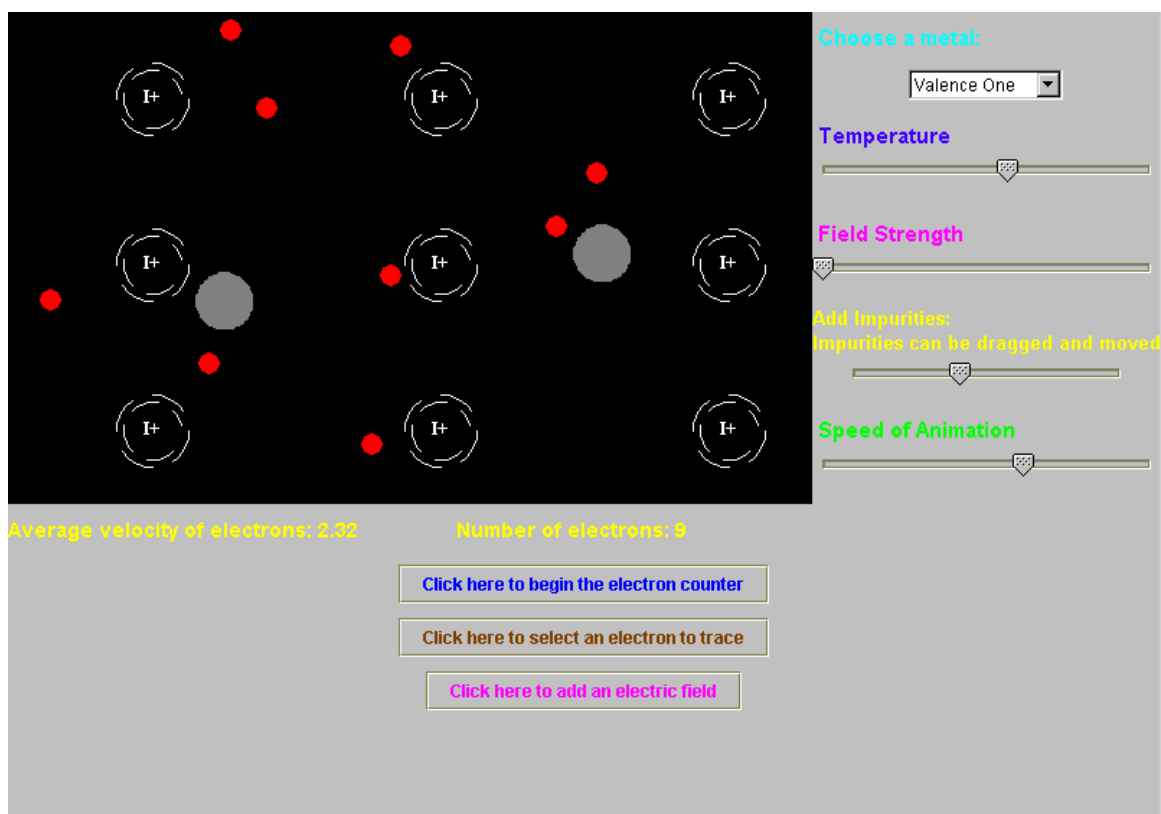 Choose a metal:
Valence One
Temperature
Field Strength
Add Impurities:
Impurities can be dragged and moved
Speed of Animation
I+ I+ I+
I+ I+ I+
I+ I+ I+
Average velocity of electrons: 2.32 Number of electrons: 9
Click here to begin the electron counter
Click here to select an electron to trace
Click here to add an electric field